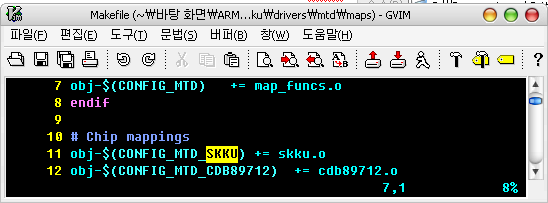 Makefile (~₩바탕 화면₩ARM...ku₩drivers₩mtd₩maps) - GVIM
파일(F) 편집(E) 도구(T) 문법(S) 버퍼(B) 창(W) 도움말(H)
7 obj-$(CONFIG_MTD) += map_funcs.o
8 endif
9
10 # Chip mappings
11 obj-$(CONFIG_MTD_SKKU) += skku.o
12 obj-$(CONFIG_MTD_CDB89712) += cdb89712.o
7,1 8%